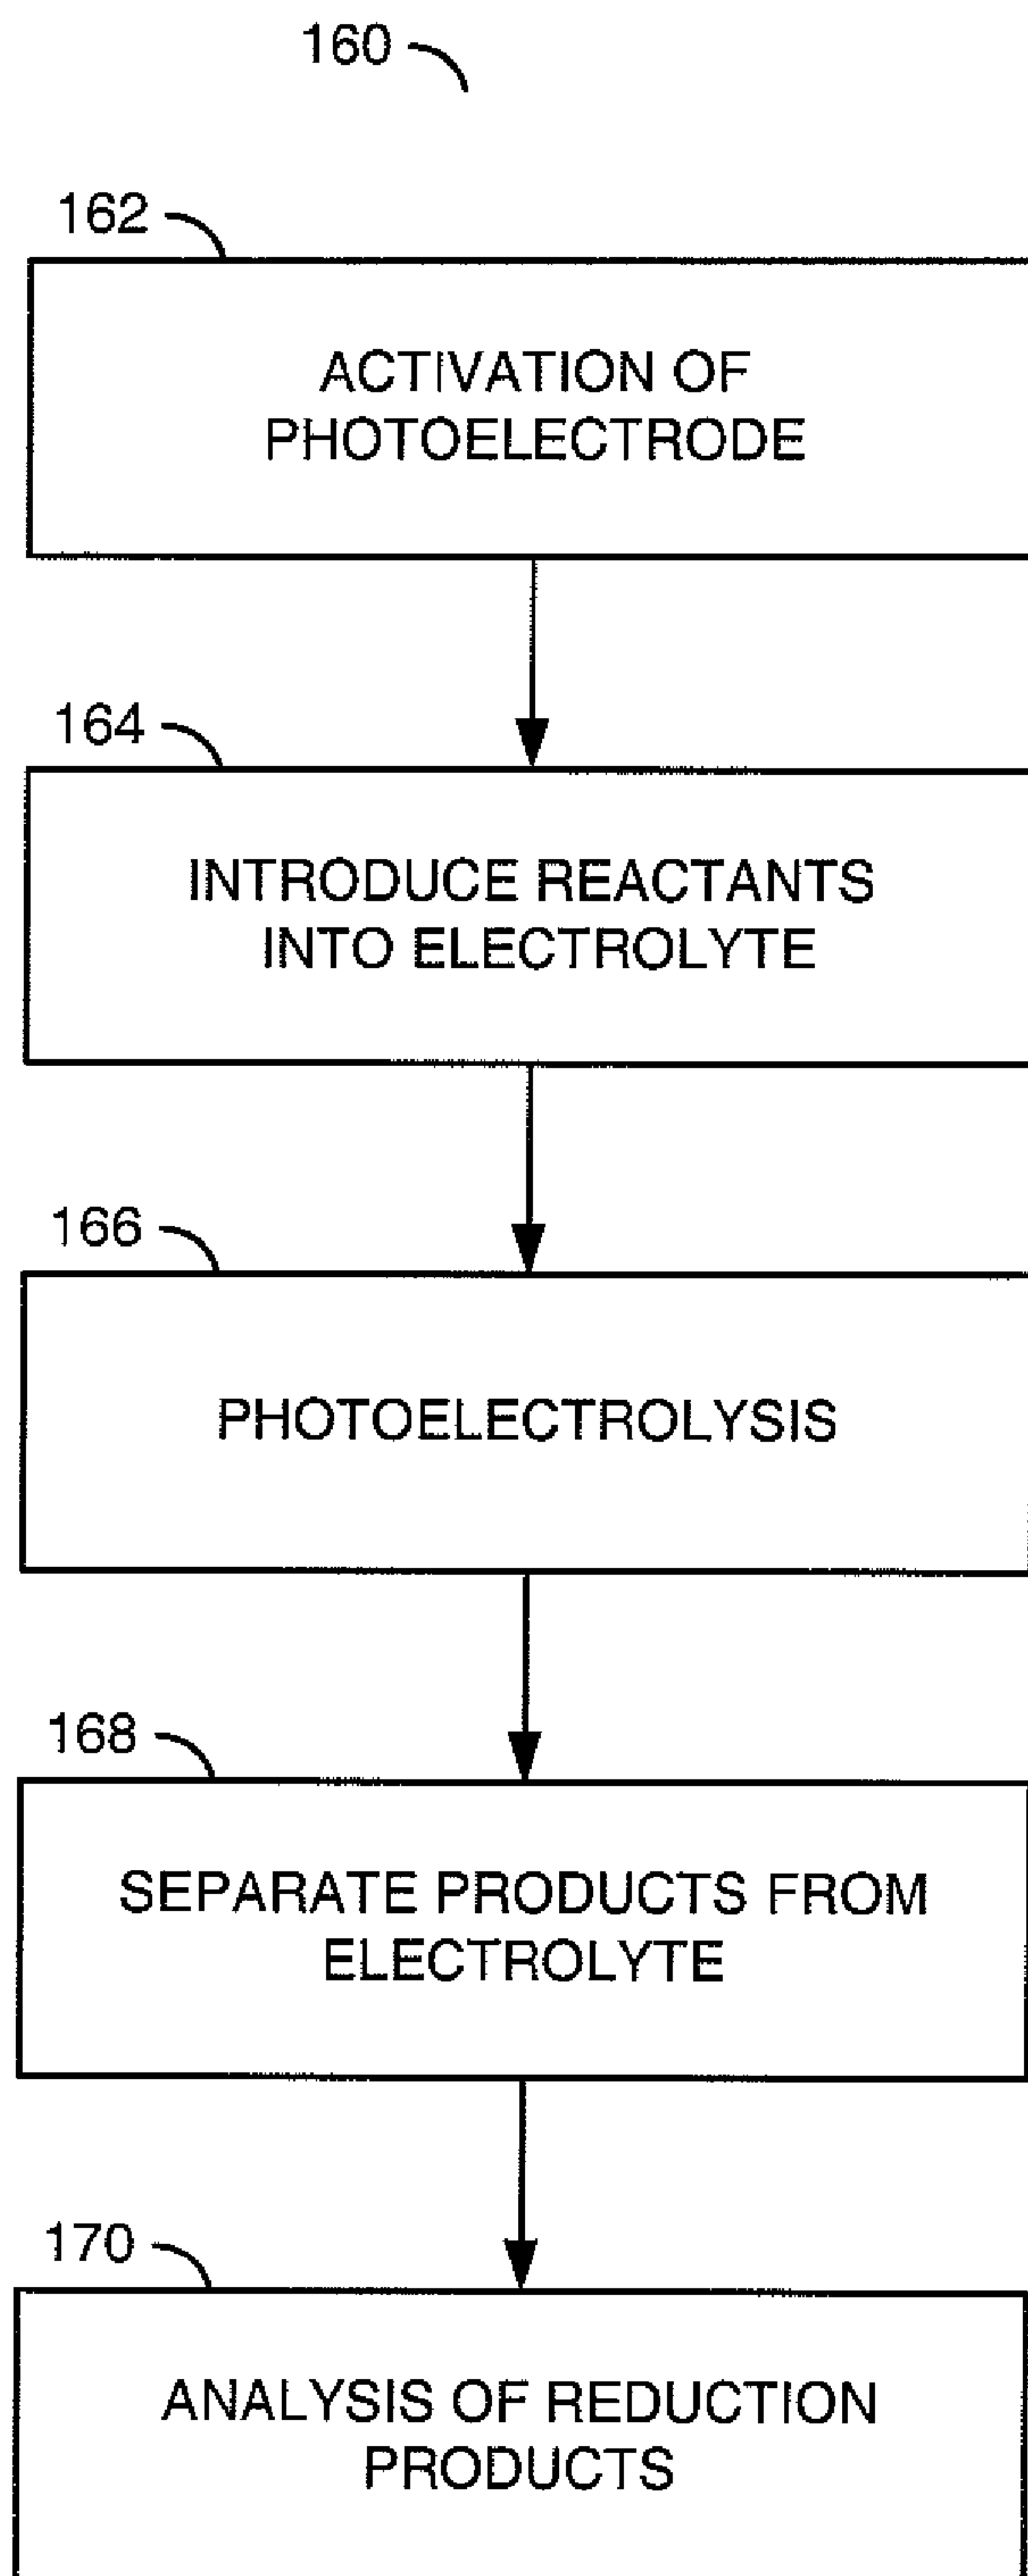 160
162
ACTIVATION OF
PHOTOELECTRODE
164
INTRODUCE REACTANTS
INTO ELECTROLYTE
166
PHOTOELECTROLYSIS
168
SEPARATE PRODUCTS FROM
ELECTROLYTE
170
ANALYSIS OF REDUCTION
PRODUCTS